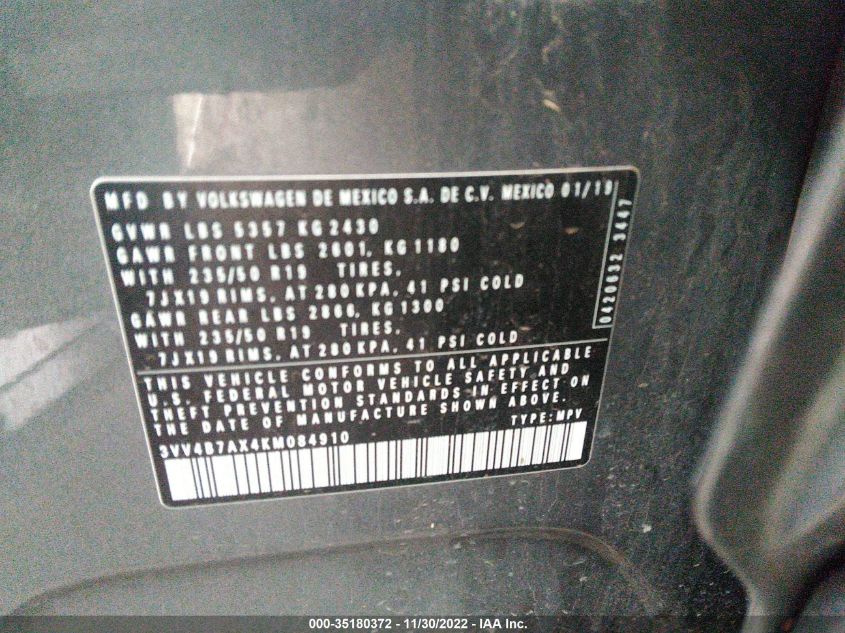 MFD BY VOLKSWAGEN DE MEXICO S.A. DE C.V. MEXICO 01/19
GVWR LBS 5357 KG 2430
GAWR FRONT LBS 2601, KG 1180
WITH 235/50 R19 TIRES,
7JX19 RIMS, AT 280 KPA, 41 PSI COLD
GAWR REAR LBS 2866, KG 1300
WITH 235/50 R19 TIRES,
7JX19 RIMS, AT 280 KPA, 41 PSI COLD
0420632 3447
THIS VEHICLE CONFORMS TO ALL APPLICABLE
U.S. FEDERAL MOTOR VEHICLE SAFETY AND
THEFT PREVENTION STANDARDS IN EFFECT ON
THE DATE OF MANUFACTURE SHOWN ABOVE.
TYPE: MPV
3VV4B7AX4KM084910
000-35180372 - 11/30/2022 - IAA Inc.